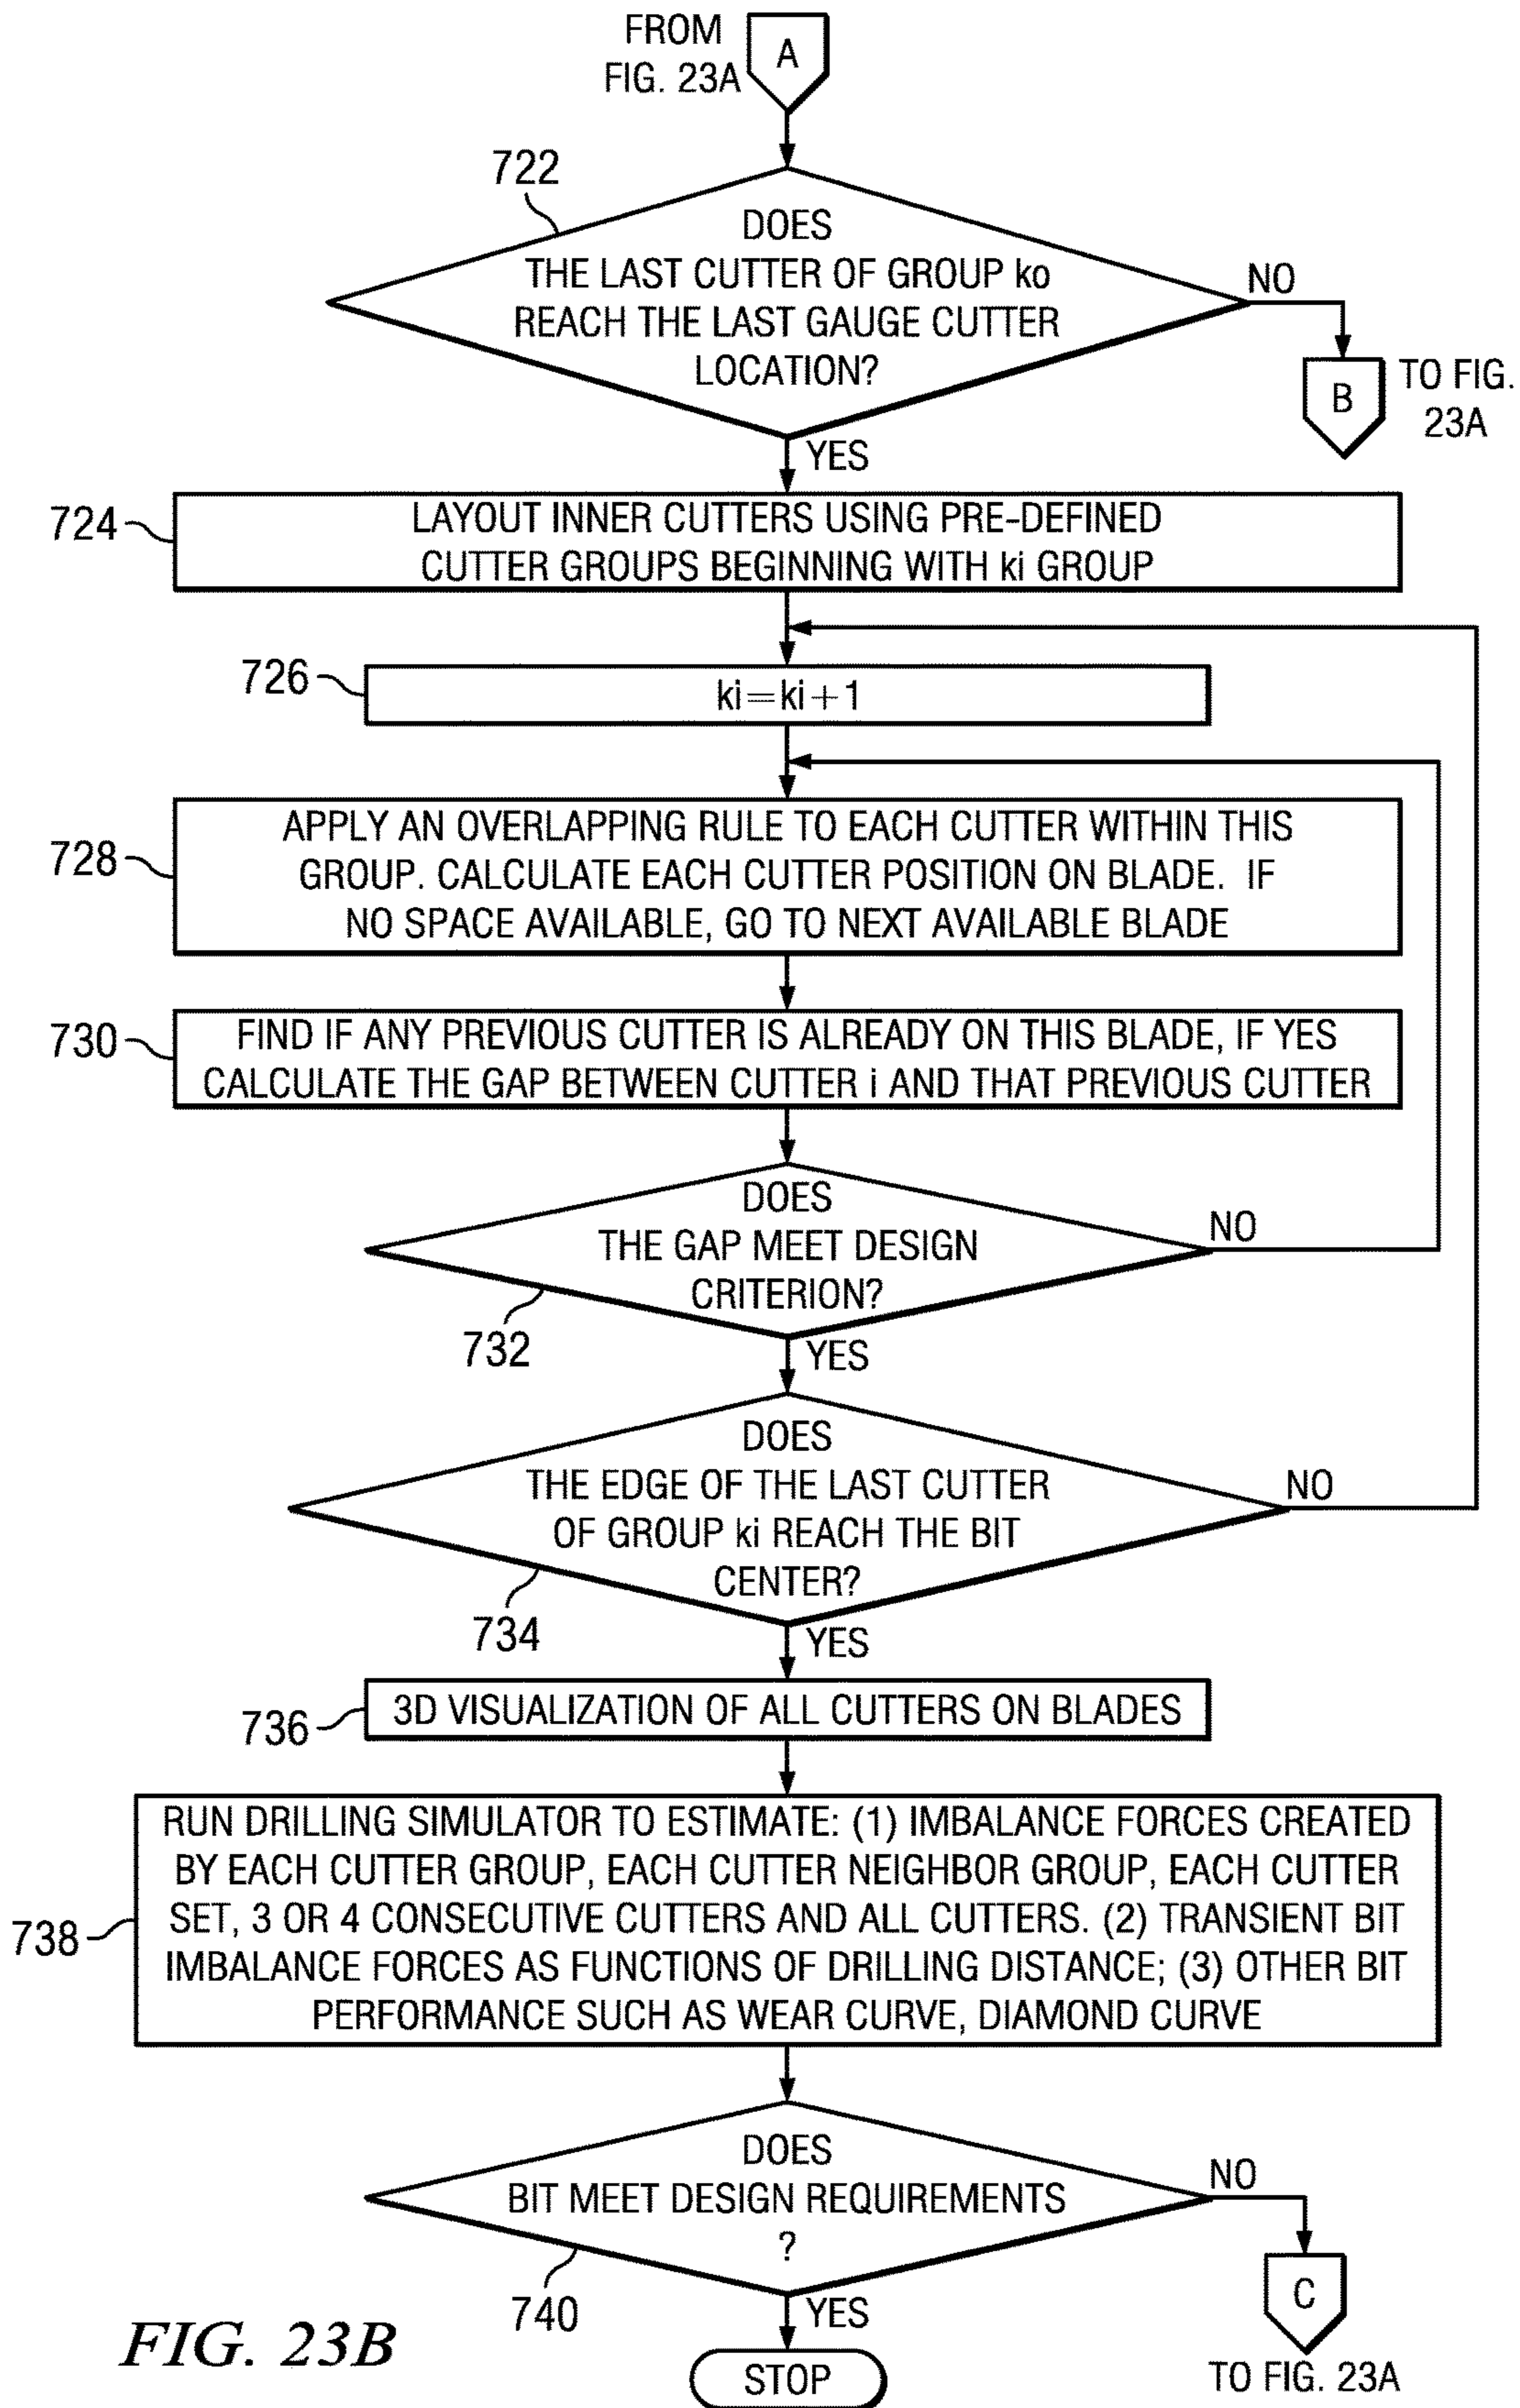 FROM
FIG. 23A
A
722
DOES
THE LAST CUTTER OF GROUP ko
REACH THE LAST GAUGE CUTTER
LOCATION?
NO
B
TO FIG.
23A
YES
724
LAYOUT INNER CUTTERS USING PRE-DEFINED
CUTTER GROUPS BEGINNING WITH ki GROUP
726
ki=ki+1
728
APPLY AN OVERLAPPING RULE TO EACH CUTTER WITHIN THIS
GROUP. CALCULATE EACH CUTTER POSITION ON BLADE. IF
NO SPACE AVAILABLE, GO TO NEXT AVAILABLE BLADE
730
FIND IF ANY PREVIOUS CUTTER IS ALREADY ON THIS BLADE, IF YES
CALCULATE THE GAP BETWEEN CUTTER i AND THAT PREVIOUS CUTTER
DOES
THE GAP MEET DESIGN
CRITERION?
NO
732
YES
DOES
THE EDGE OF THE LAST CUTTER
OF GROUP ki REACH THE BIT
CENTER?
NO
734
YES
736
3D VISUALIZATION OF ALL CUTTERS ON BLADES
738
RUN DRILLING SIMULATOR TO ESTIMATE: (1) IMBALANCE FORCES CREATED
BY EACH CUTTER GROUP, EACH CUTTER NEIGHBOR GROUP, EACH CUTTER
SET, 3 OR 4 CONSECUTIVE CUTTERS AND ALL CUTTERS. (2) TRANSIENT BIT
IMBALANCE FORCES AS FUNCTIONS OF DRILLING DISTANCE; (3) OTHER BIT
PERFORMANCE SUCH AS WEAR CURVE, DIAMOND CURVE
DOES
BIT MEET DESIGN REQUIREMENTS
?
NO
740
YES
C
TO FIG. 23A
STOP
FIG. 23B